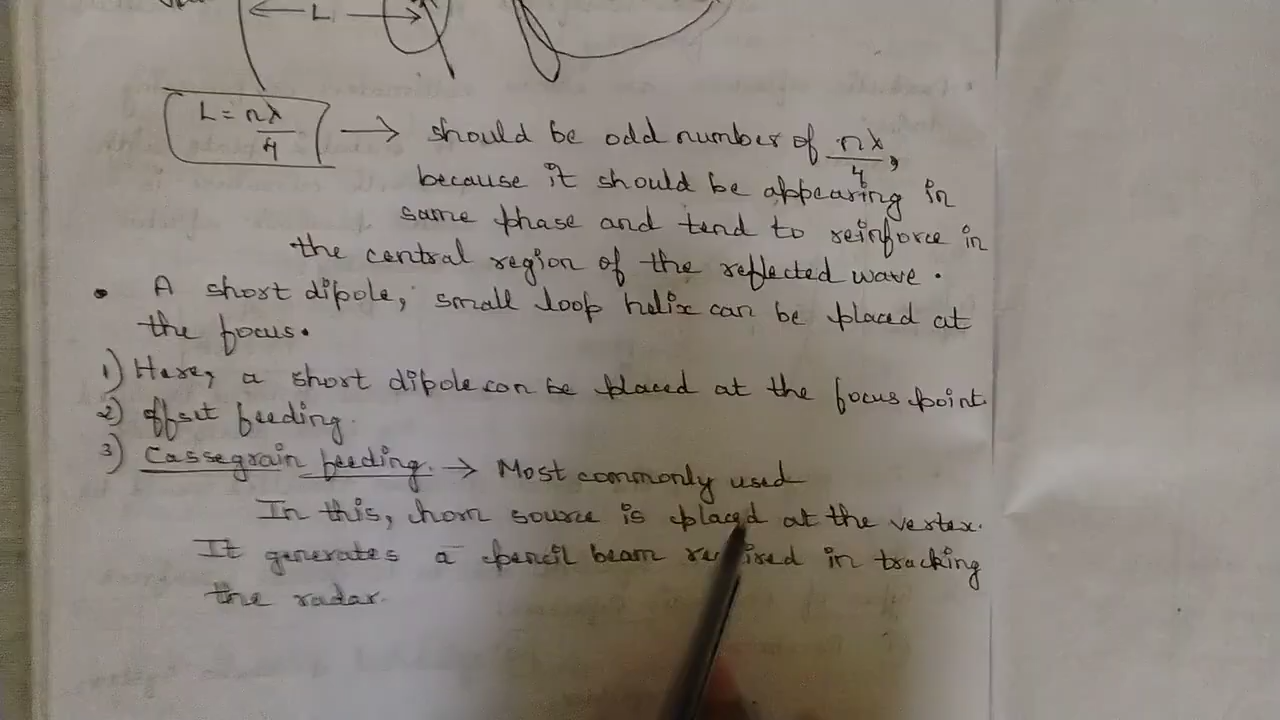 L
L = nλ/4 → should be odd number of nλ/4,
because it should be appearing in
same phase and tend to reinforce in
the central region of the reflected wave.
• A short dipole, small loop helix can be placed at
the focus.
1) Here, a short dipole can be placed at the focus point.
2) offset feeding.
3) Cassegrain feeding. → Most commonly used
In this, horn source is placed at the vertex.
It generates a pencil beam required in tracking
the radar.